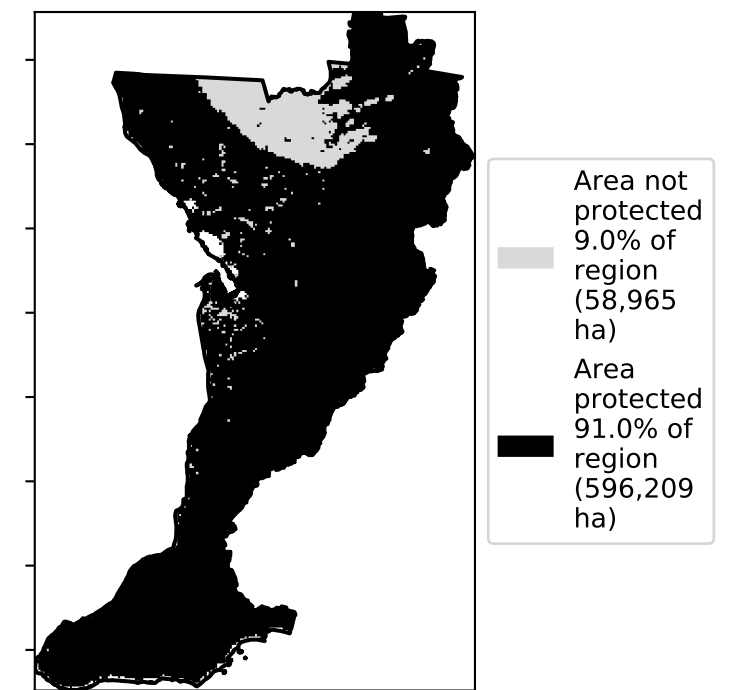 Area not
protected
9.0% of
region
(58,965
ha)
Area
protected
91.0% of
region
(596,209
ha)